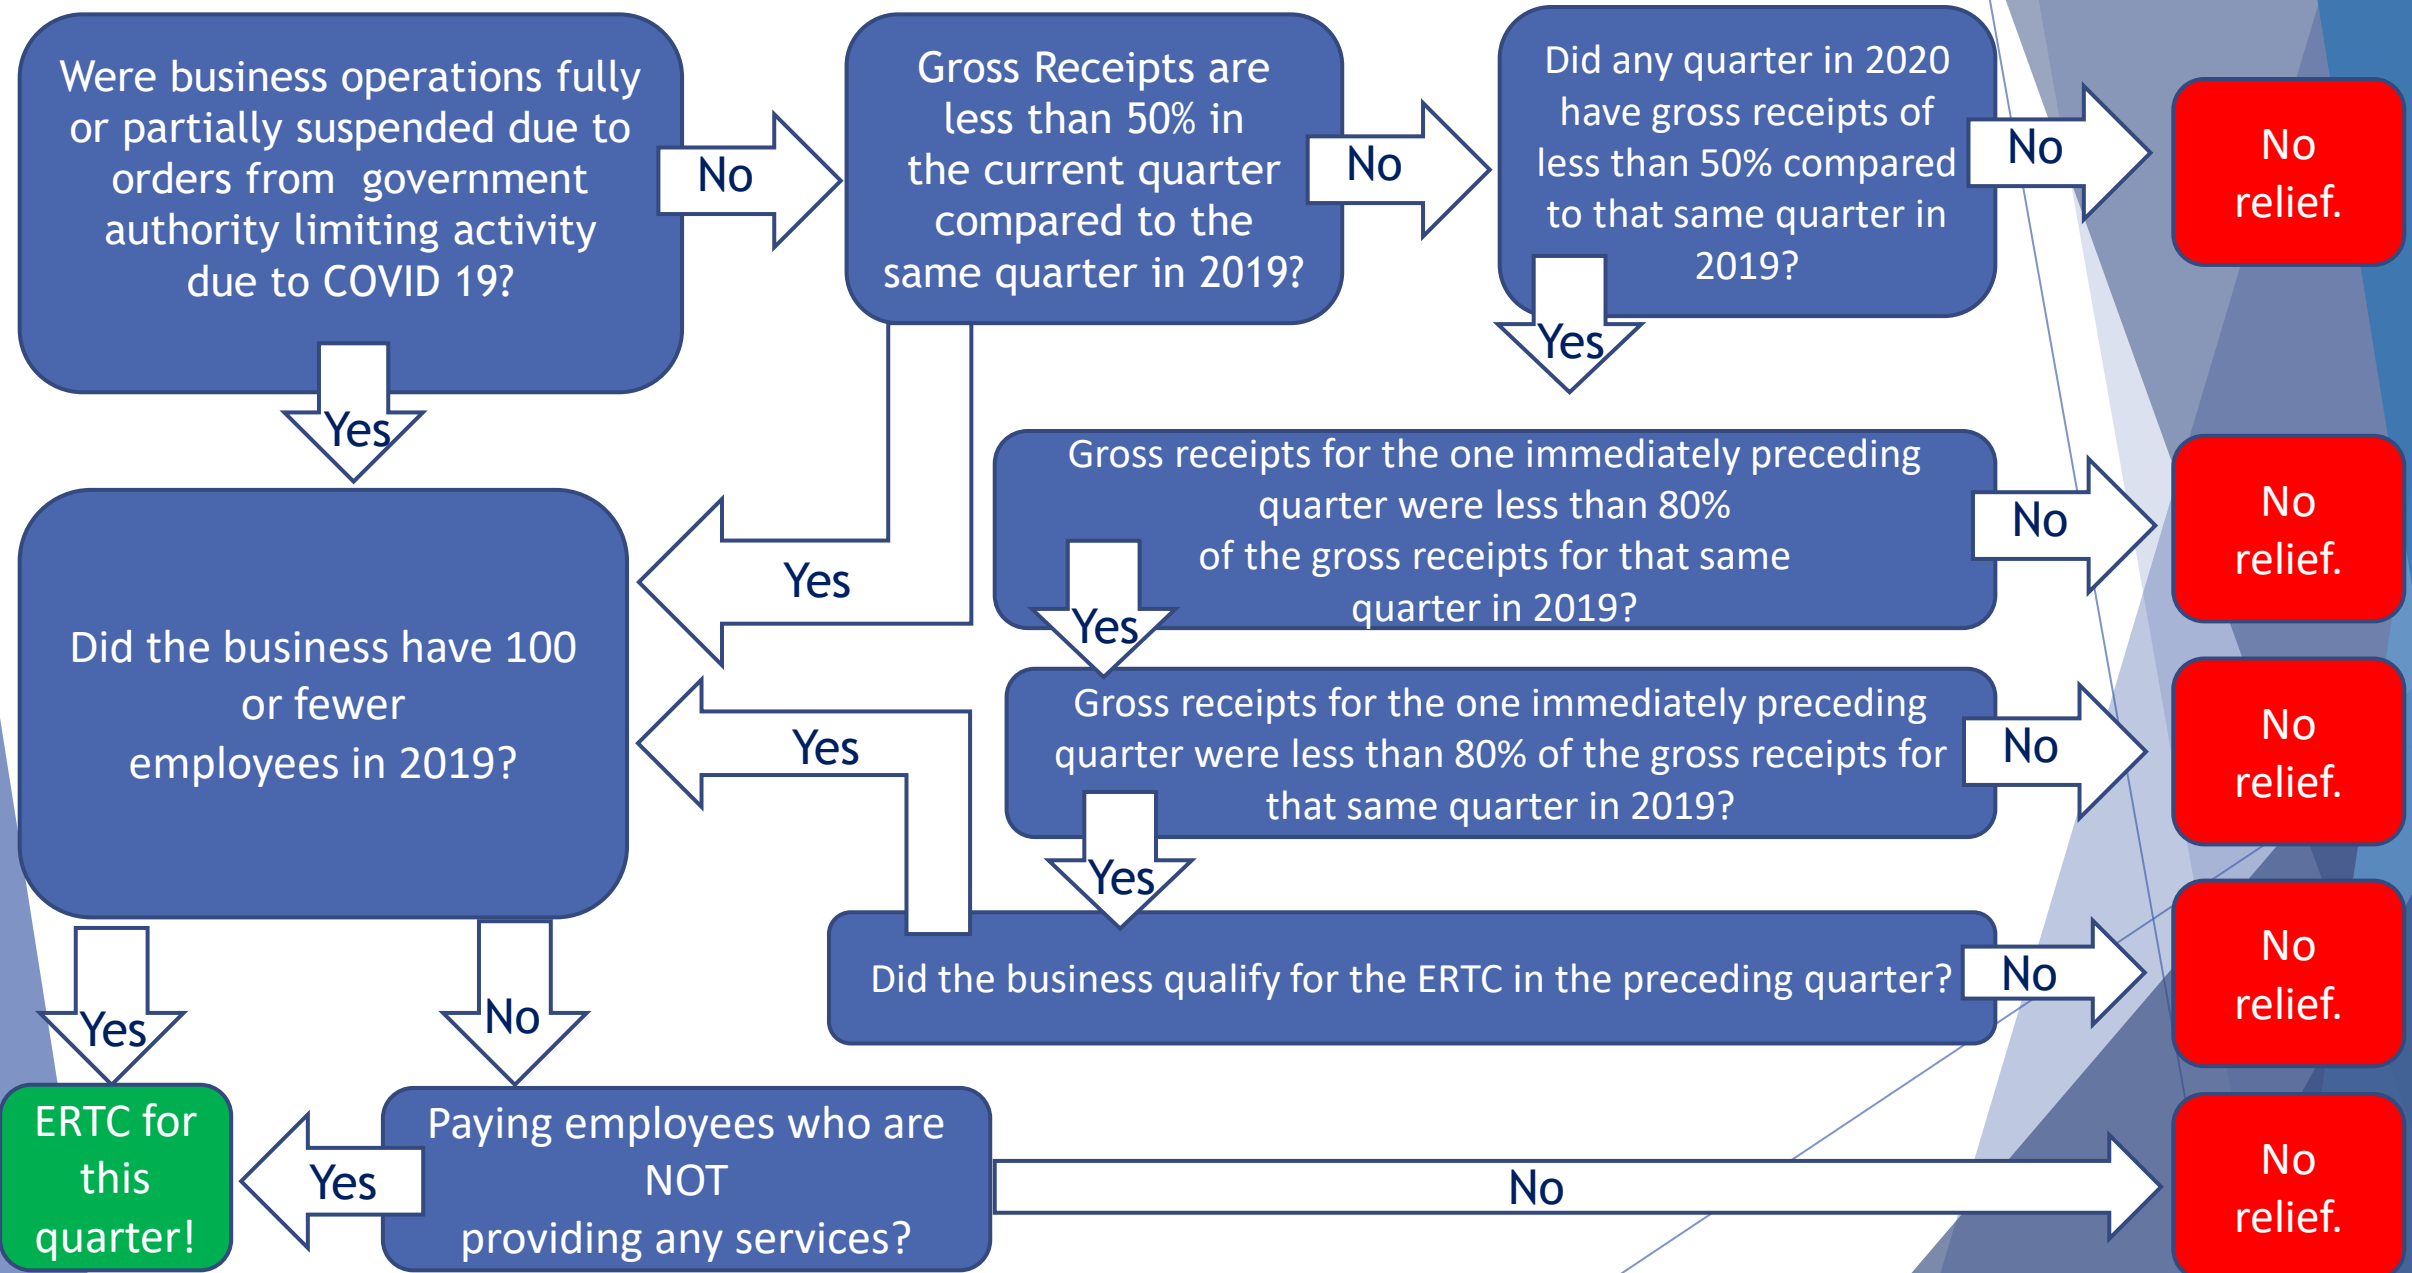 Were business operations fully
or partially suspended due to
orders from government
authority limiting activity
due to COVID 19?
No
Gross Receipts are
less than 50% in
the current quarter
compared to the
same quarter in 2019?
No
Did any quarter in 2020
have gross receipts of
less than 50% compared
to that same quarter in
2019?
No
No
relief.
Yes
Yes
Yes
Gross receipts for the one immediately preceding
quarter were less than 80%
of the gross receipts for that same
quarter in 2019?
No
No
relief.
Yes
Did the business have 100
or fewer
employees in 2019?
Yes
Gross receipts for the one immediately preceding
quarter were less than 80% of the gross receipts for
that same quarter in 2019?
No
No
relief.
Yes
Did the business qualify for the ERTC in the preceding quarter?
No
No
relief.
Yes
No
ERTC for
this
quarter!
Yes
Paying employees who are
NOT
providing any services?
No
No
relief.